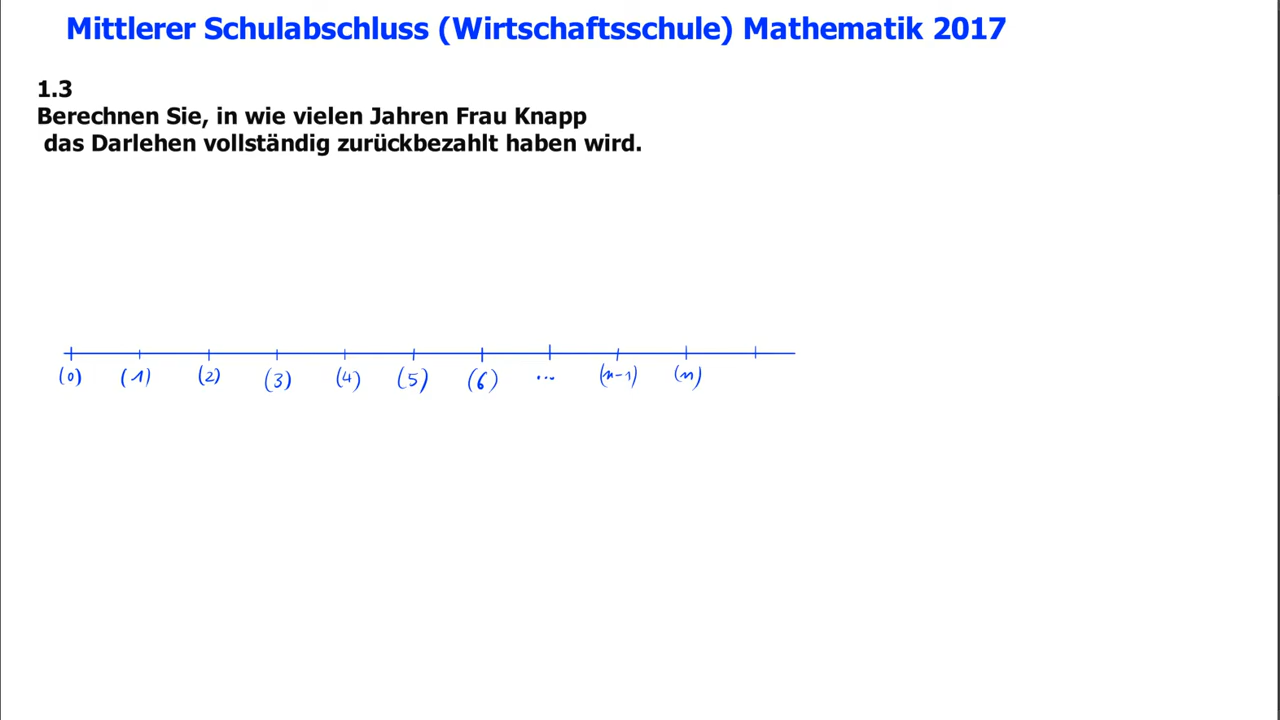 Mittlerer Schulabschluss (Wirtschaftsschule) Mathematik 2017
1.3
Berechnen Sie, in wie vielen Jahren Frau Knapp
das Darlehen vollständig zurückbezahlt haben wird.
(0) (1) (2) (3) (4) (5) (6) ... (n-1) (n)